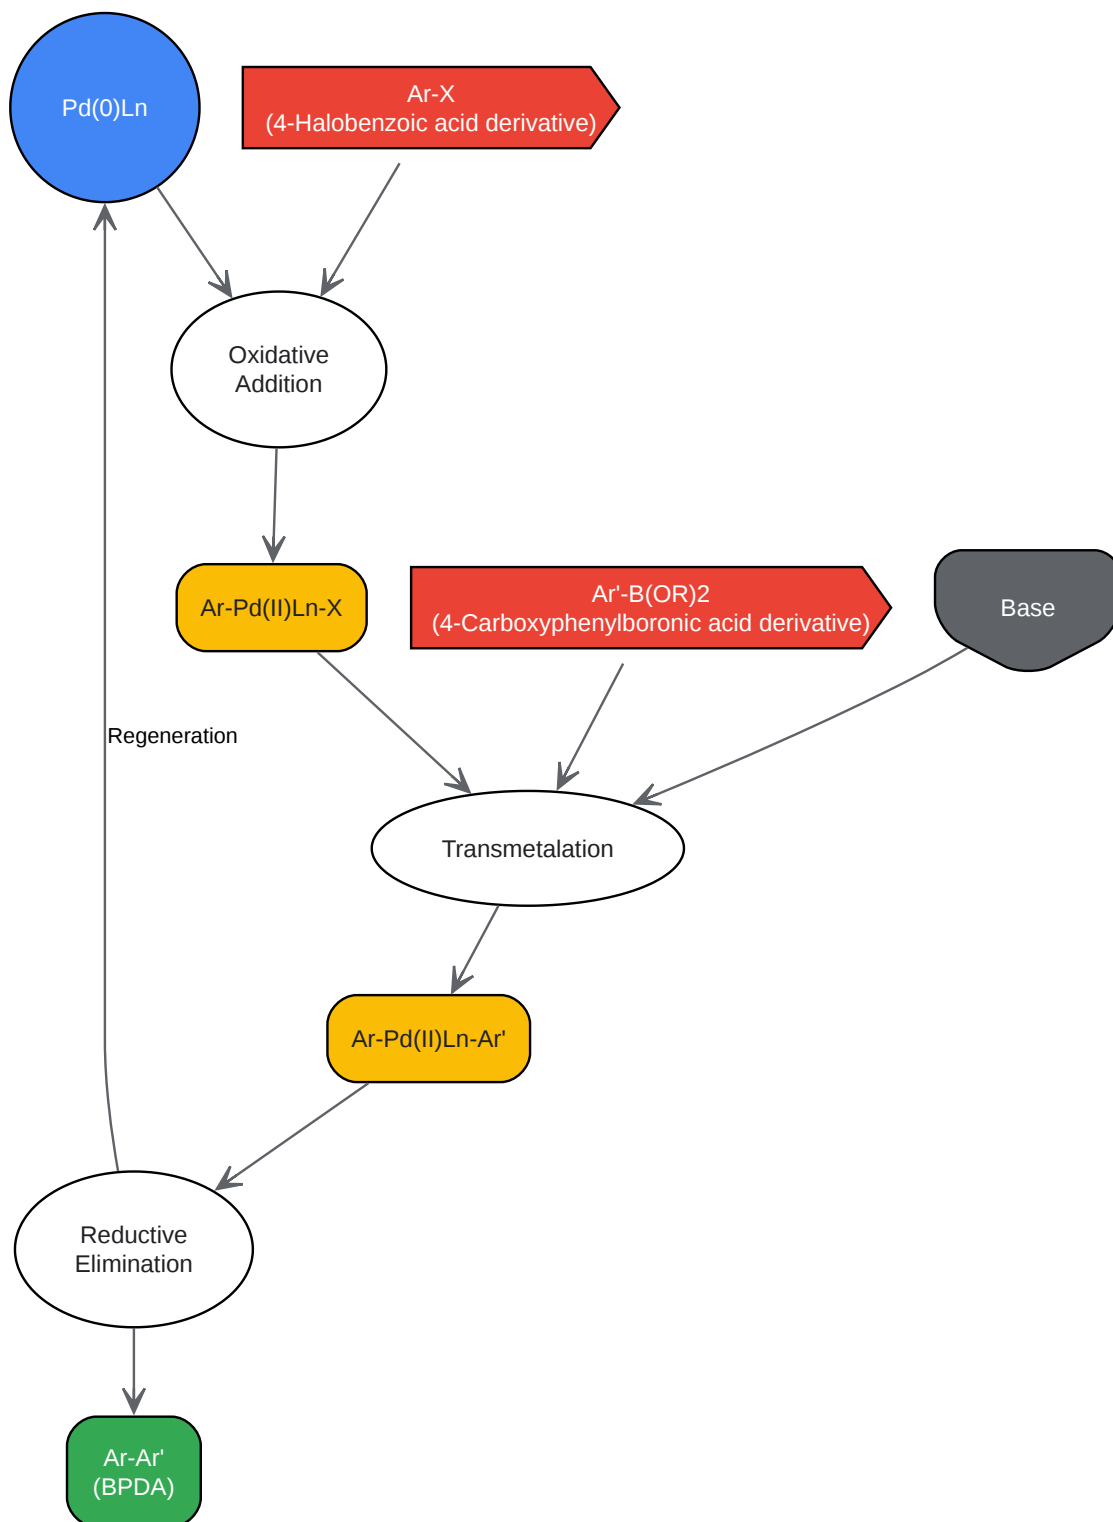 Pd(0)Ln
Ar-X
(4-Halobenzoic acid derivative)
Oxidative
Addition
Ar-Pd(II)Ln-X
Ar'-B(OR)2
(4-Carboxyphenylboronic acid derivative)
Base
Regeneration
Transmetalation
Ar-Pd(II)Ln-Ar'
Reductive
Elimination
Ar-Ar'
(BPDA)